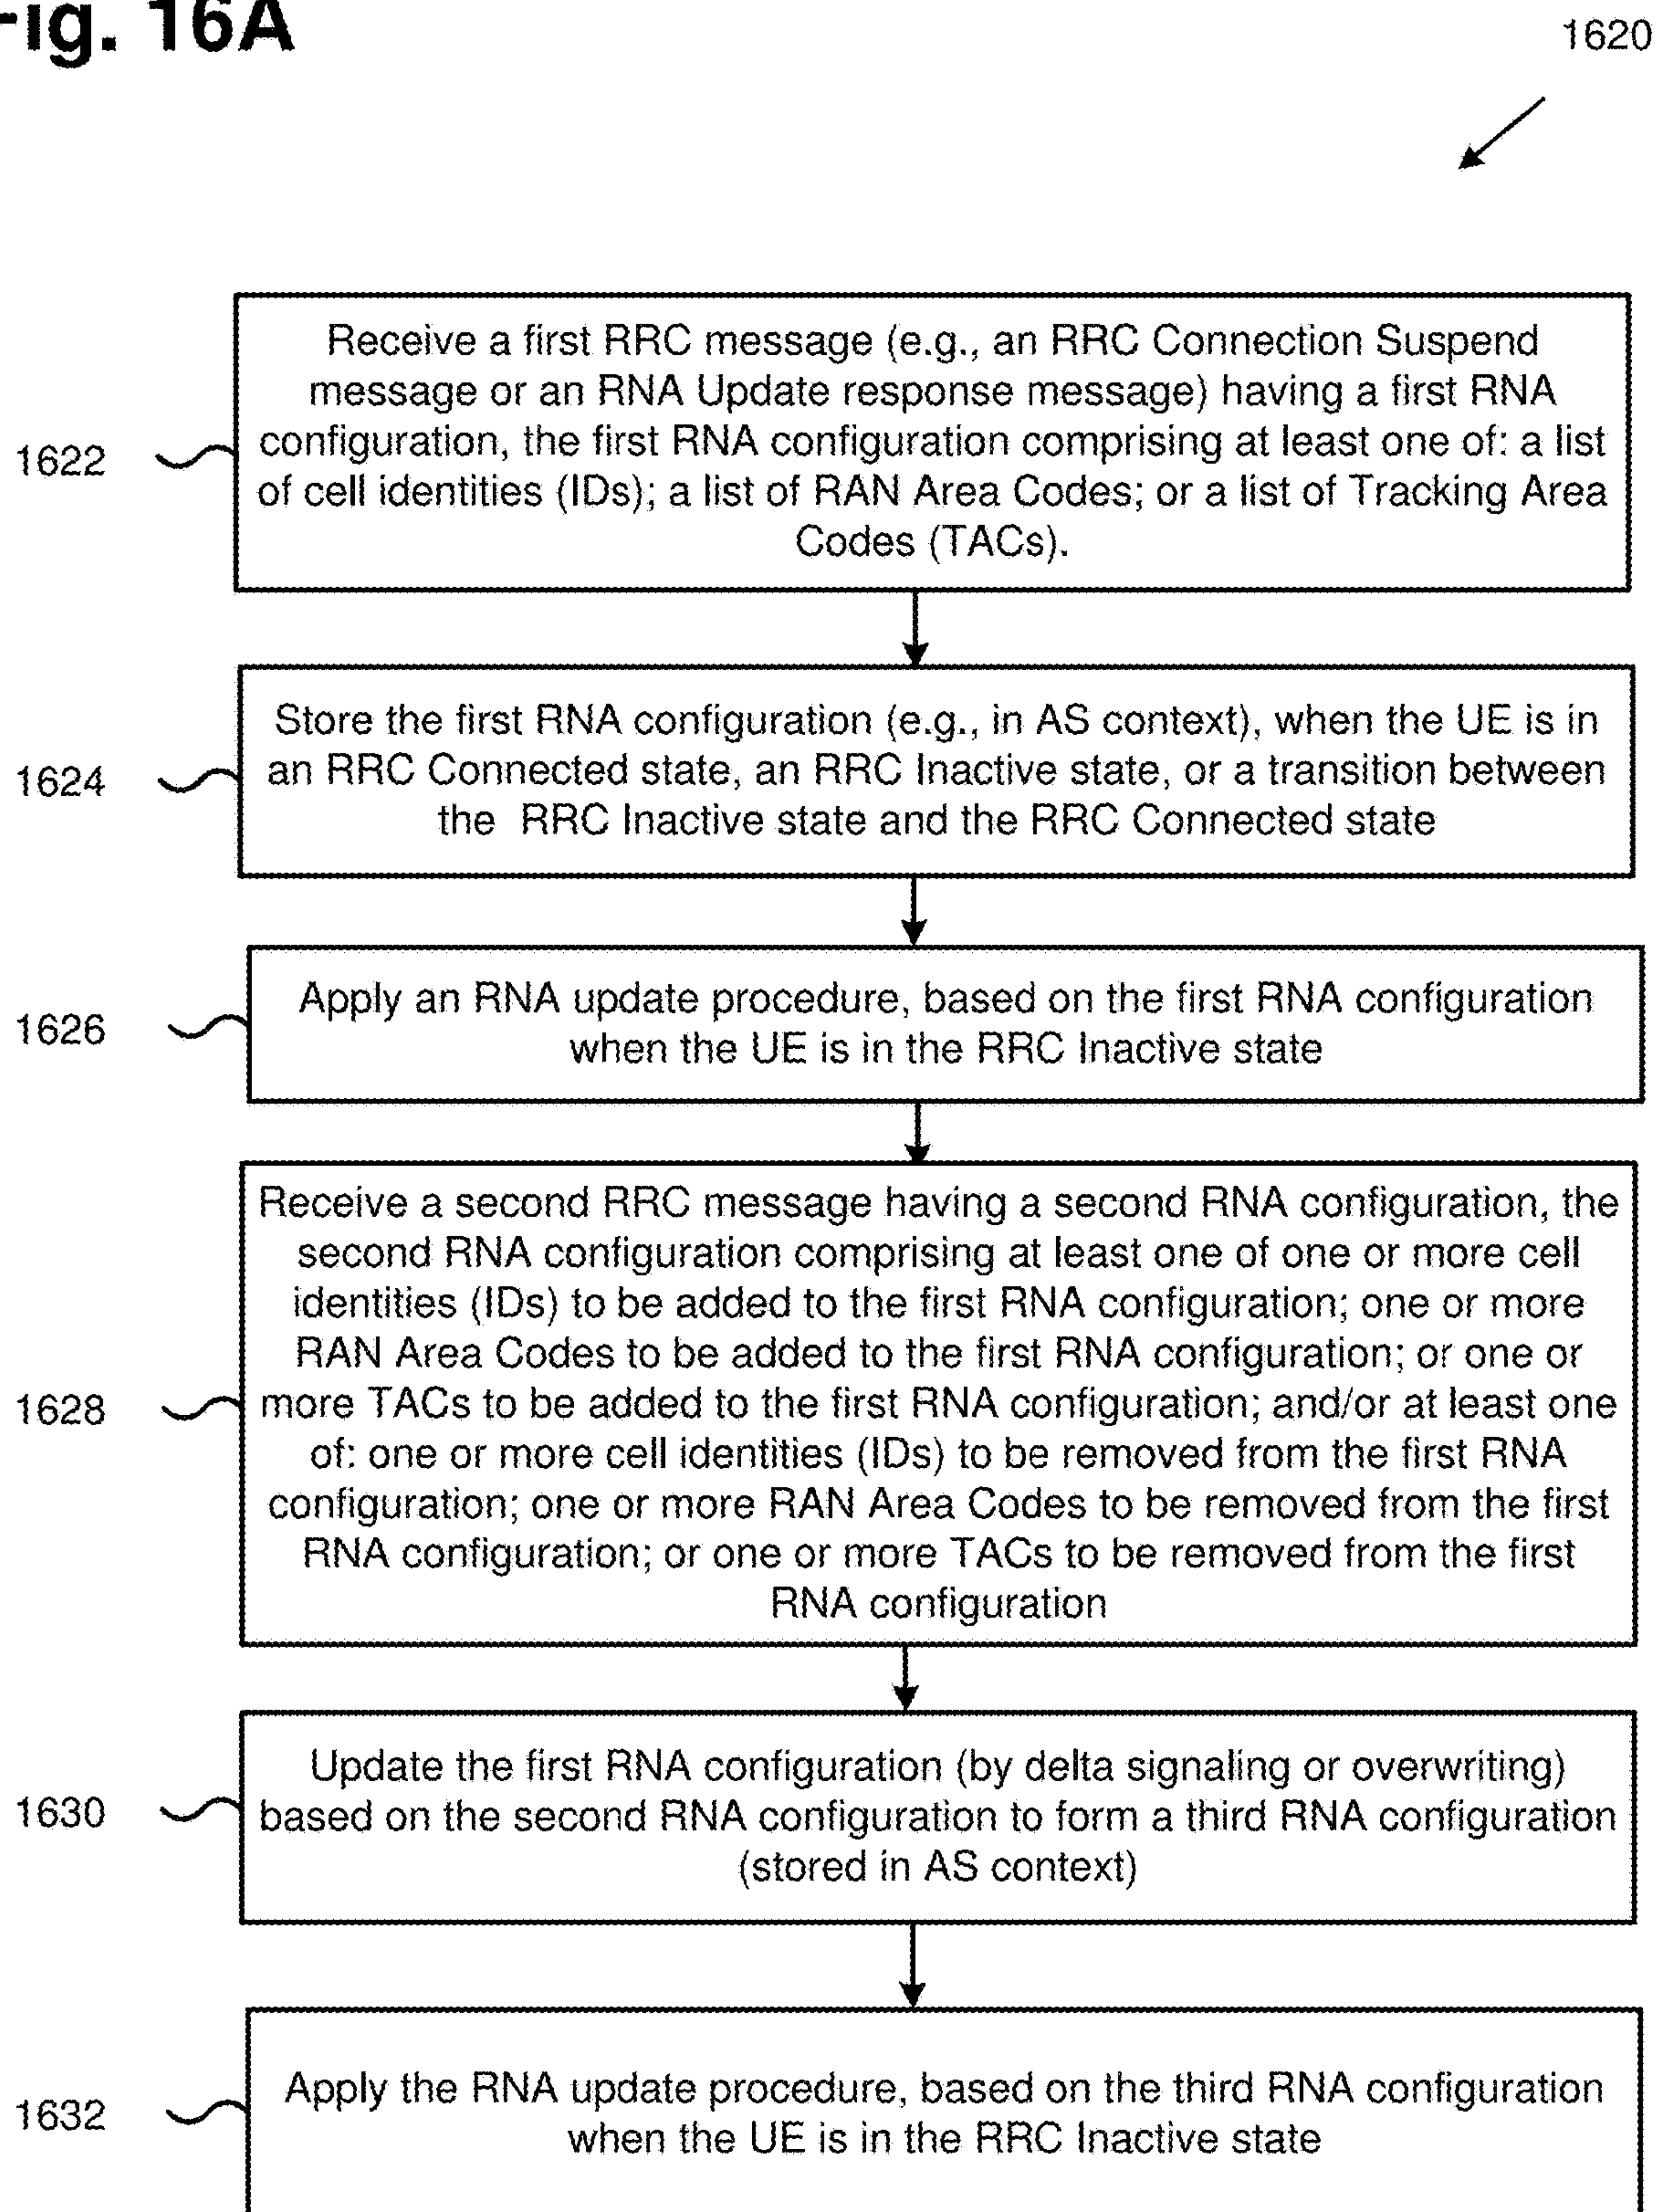 Fig. 16A
1620
Receive a first RRC message (e.g., an RRC Connection Suspend
message or an RNA Update response message) having a first RNA
configuration, the first RNA configuration comprising at least one of: a list
of cell identities (IDs); a list of RAN Area Codes; or a list of Tracking Area
Codes (TACs).
1622
Store the first RNA configuration (e.g., in AS context), when the UE is in
an RRC Connected state, an RRC Inactive state, or a transition between
the RRC Inactive state and the RRC Connected state
1624
Apply an RNA update procedure, based on the first RNA configuration
when the UE is in the RRC Inactive state
1626
Receive a second RRC message having a second RNA configuration, the
second RNA configuration comprising at least one of one or more cell
identities (IDs) to be added to the first RNA configuration; one or more
RAN Area Codes to be added to the first RNA configuration; or one or
more TACs to be added to the first RNA configuration; and/or at least one
of: one or more cell identities (IDs) to be removed from the first RNA
configuration; one or more RAN Area Codes to be removed from the first
RNA configuration; or one or more TACs to be removed from the first
RNA configuration
1628
Update the first RNA configuration (by delta signaling or overwriting)
based on the second RNA configuration to form a third RNA configuration
(stored in AS context)
1630
Apply the RNA update procedure, based on the third RNA configuration
when the UE is in the RRC Inactive state
1632